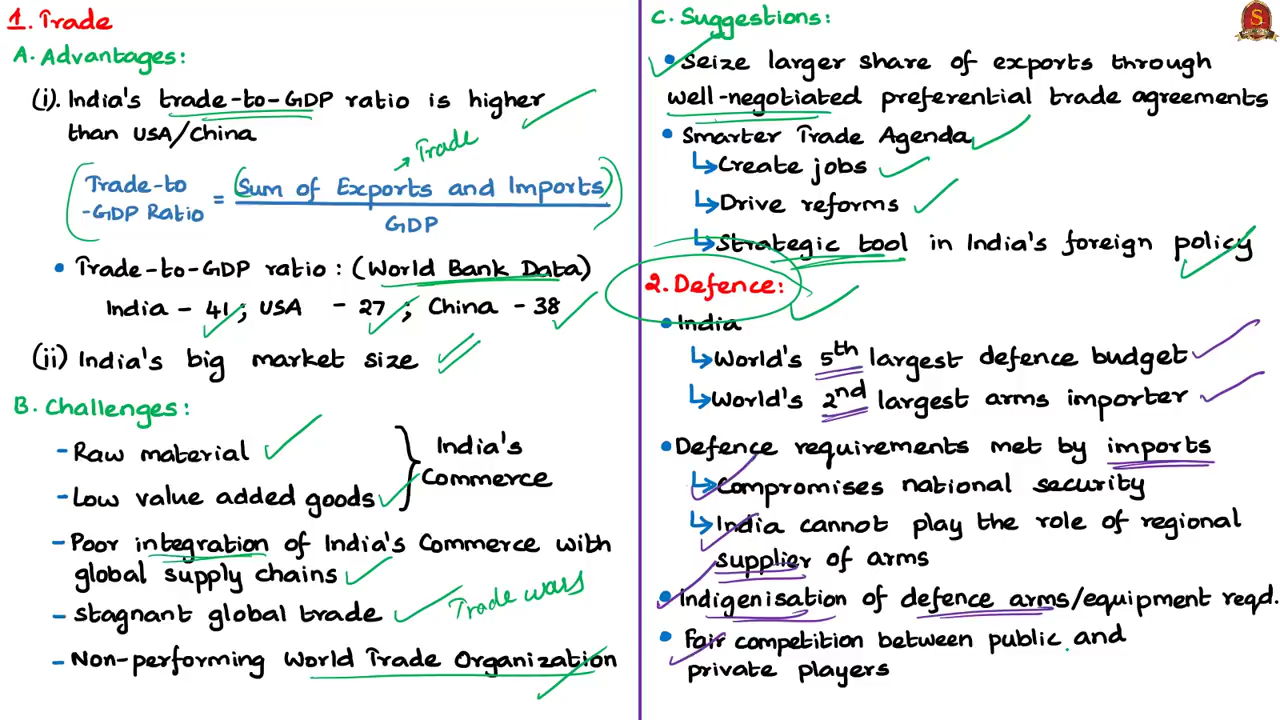 1. Trade
A. Advantages:
(i). India's trade-to-GDP ratio is higher
than USA/China
Trade
Trade-to
-GDP Ratio = Sum of Exports and Imports
GDP
• Trade-to-GDP ratio : (World Bank Data)
India - 41 ; USA - 27 ; China - 38
(ii) India's big market size
B. Challenges:
- Raw material
- Low value added goods
India's
Commerce
- Poor integration of India's Commerce with
global supply chains
- Stagnant global trade
Trade wars
- Non-performing World Trade Organization
C. Suggestions:
• Seize larger share of exports through
well-negotiated preferential trade agreements
• Smarter Trade Agenda
↳ Create jobs
↳ Drive reforms
↳ Strategic tool in India's foreign policy
2. Defence:
• India
↳ World's 5th largest defence budget
↳ World's 2nd largest arms importer
• Defence requirements met by imports
↳ Compromises national security
↳ India cannot play the role of regional
supplier of arms
• Indigenisation of defence arms/equipment reqd.
• Fair competition between public and
private players
S